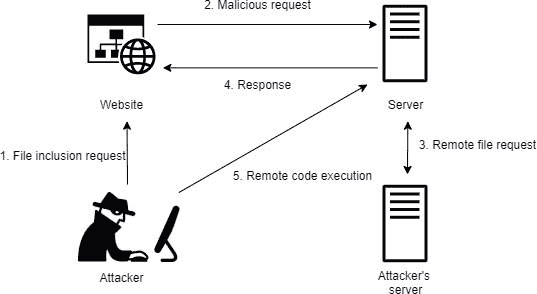 2. Malicious request
4. Response
Website
Server
1. File inclusion request
3. Remote file request
5. Remote code execution
Attacker
Attacker's
server